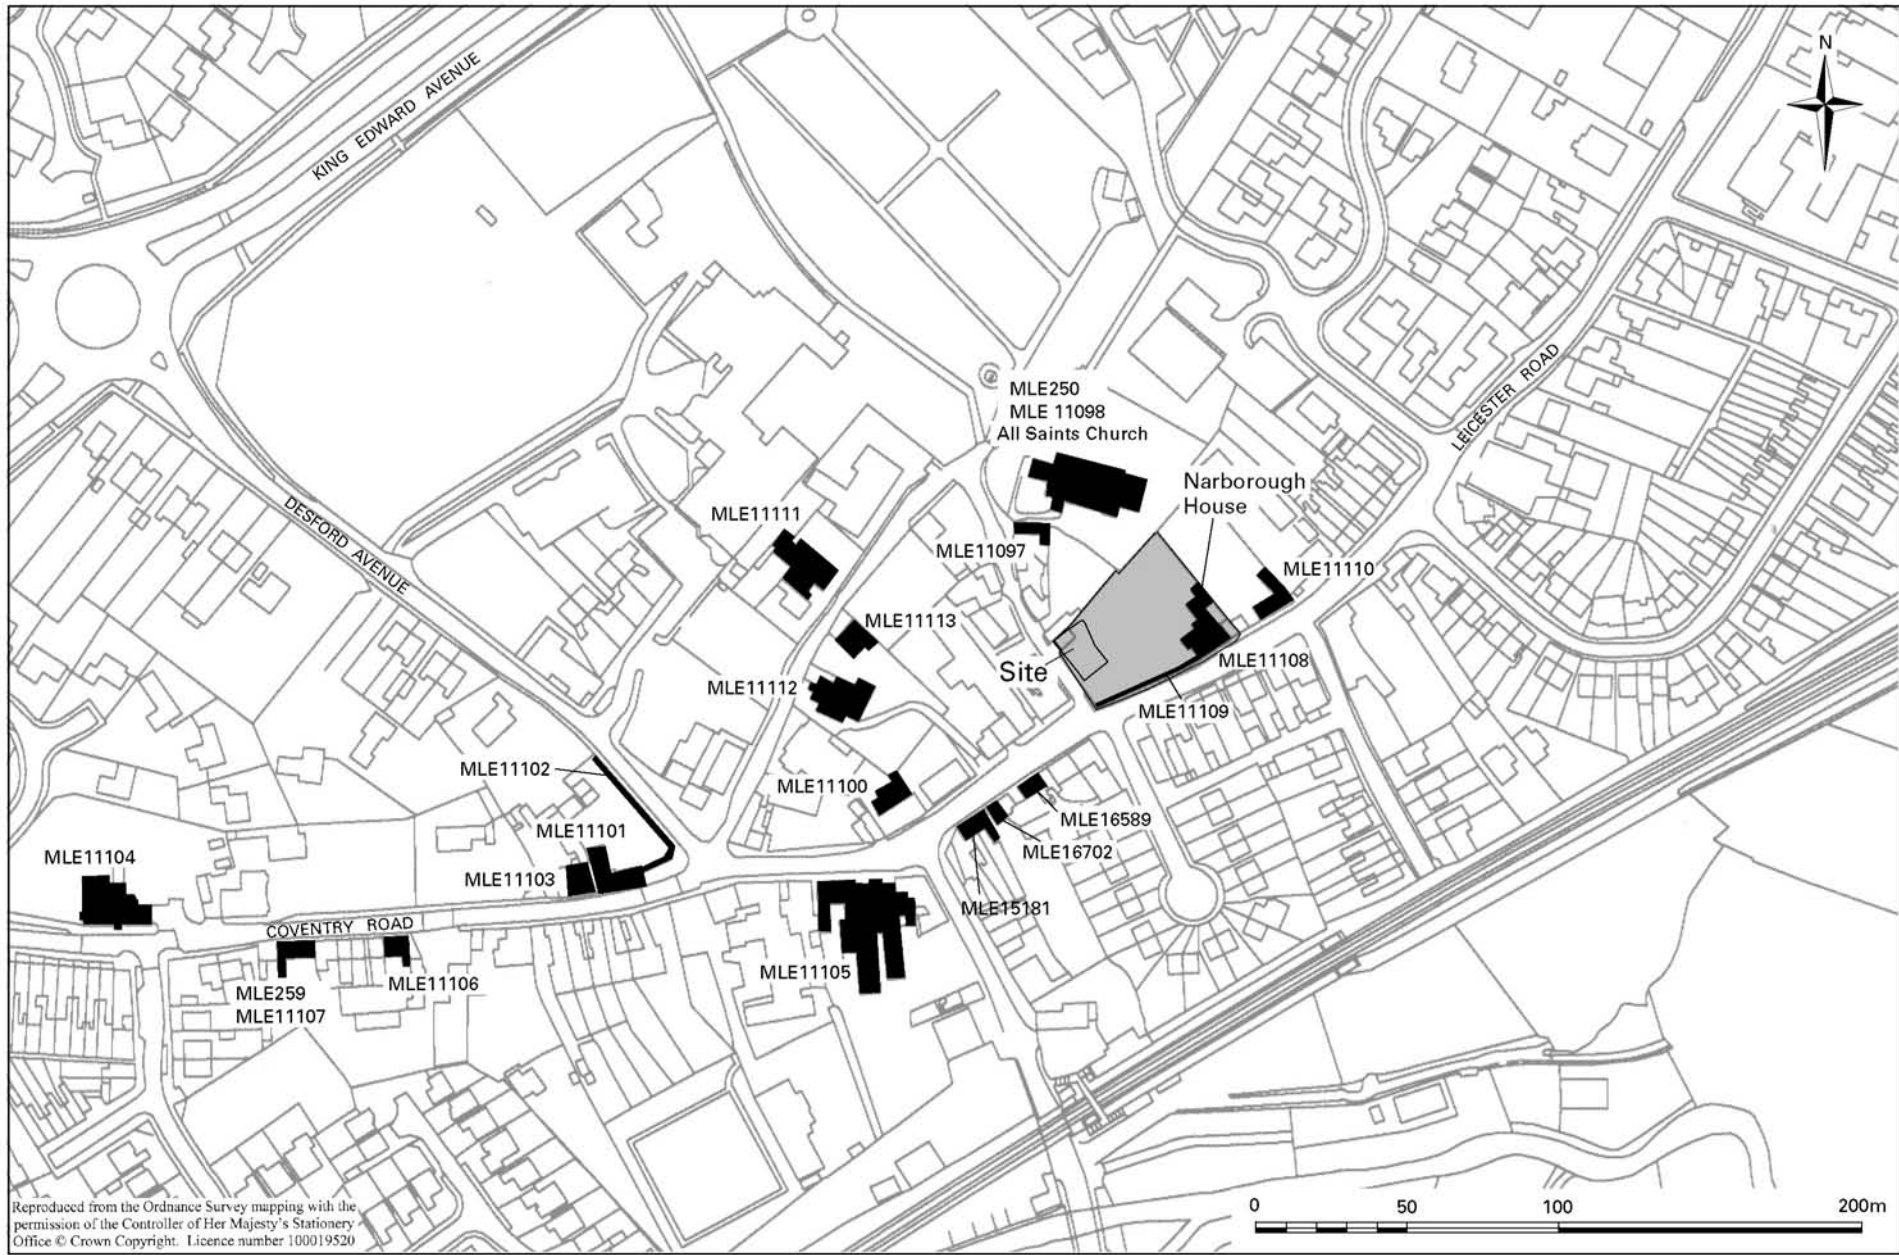 N
KING EDWARD AVENUE
LEICESTER ROAD
MLE250
MLE 11098
All Saints Church
Narborough
House
MLE11111
DESFORD AVENUE
MLE11097
MLE11110
MLE11113
Site
MLE11108
MLE11112
MLE11109
MLE11102
MLE11100
MLE16589
MLE11101
MLE16702
MLE11104
MLE11103
MLE15181
COVENTRY ROAD
MLE11105
MLE11106
MLE259
MLE11107
Reproduced from the Ordnance Survey mapping with the
permission of the Controller of Her Majesty's Stationery
Office © Crown Copyright. Licence number 100019520
0 50 100 200m